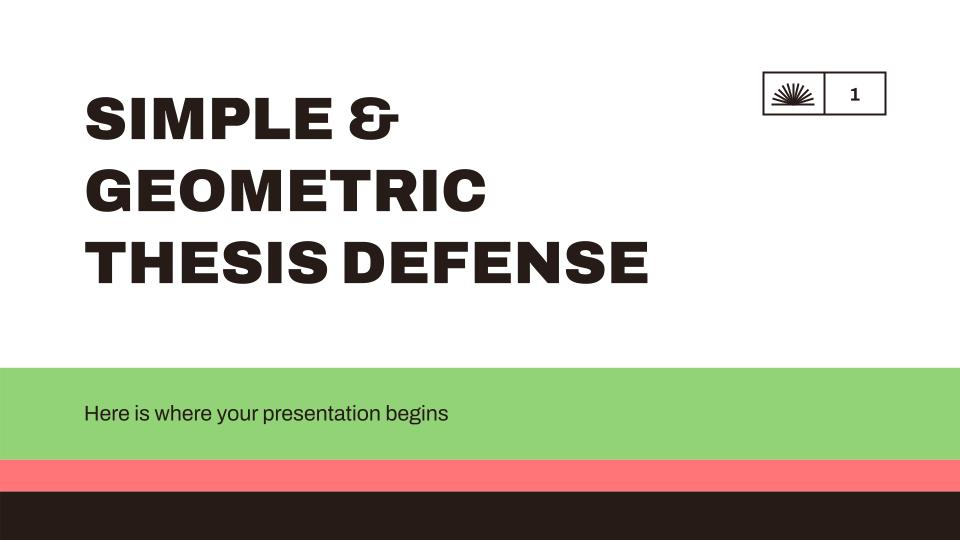 SIMPLE &
GEOMETRIC
THESIS DEFENSE
1
Here is where your presentation begins